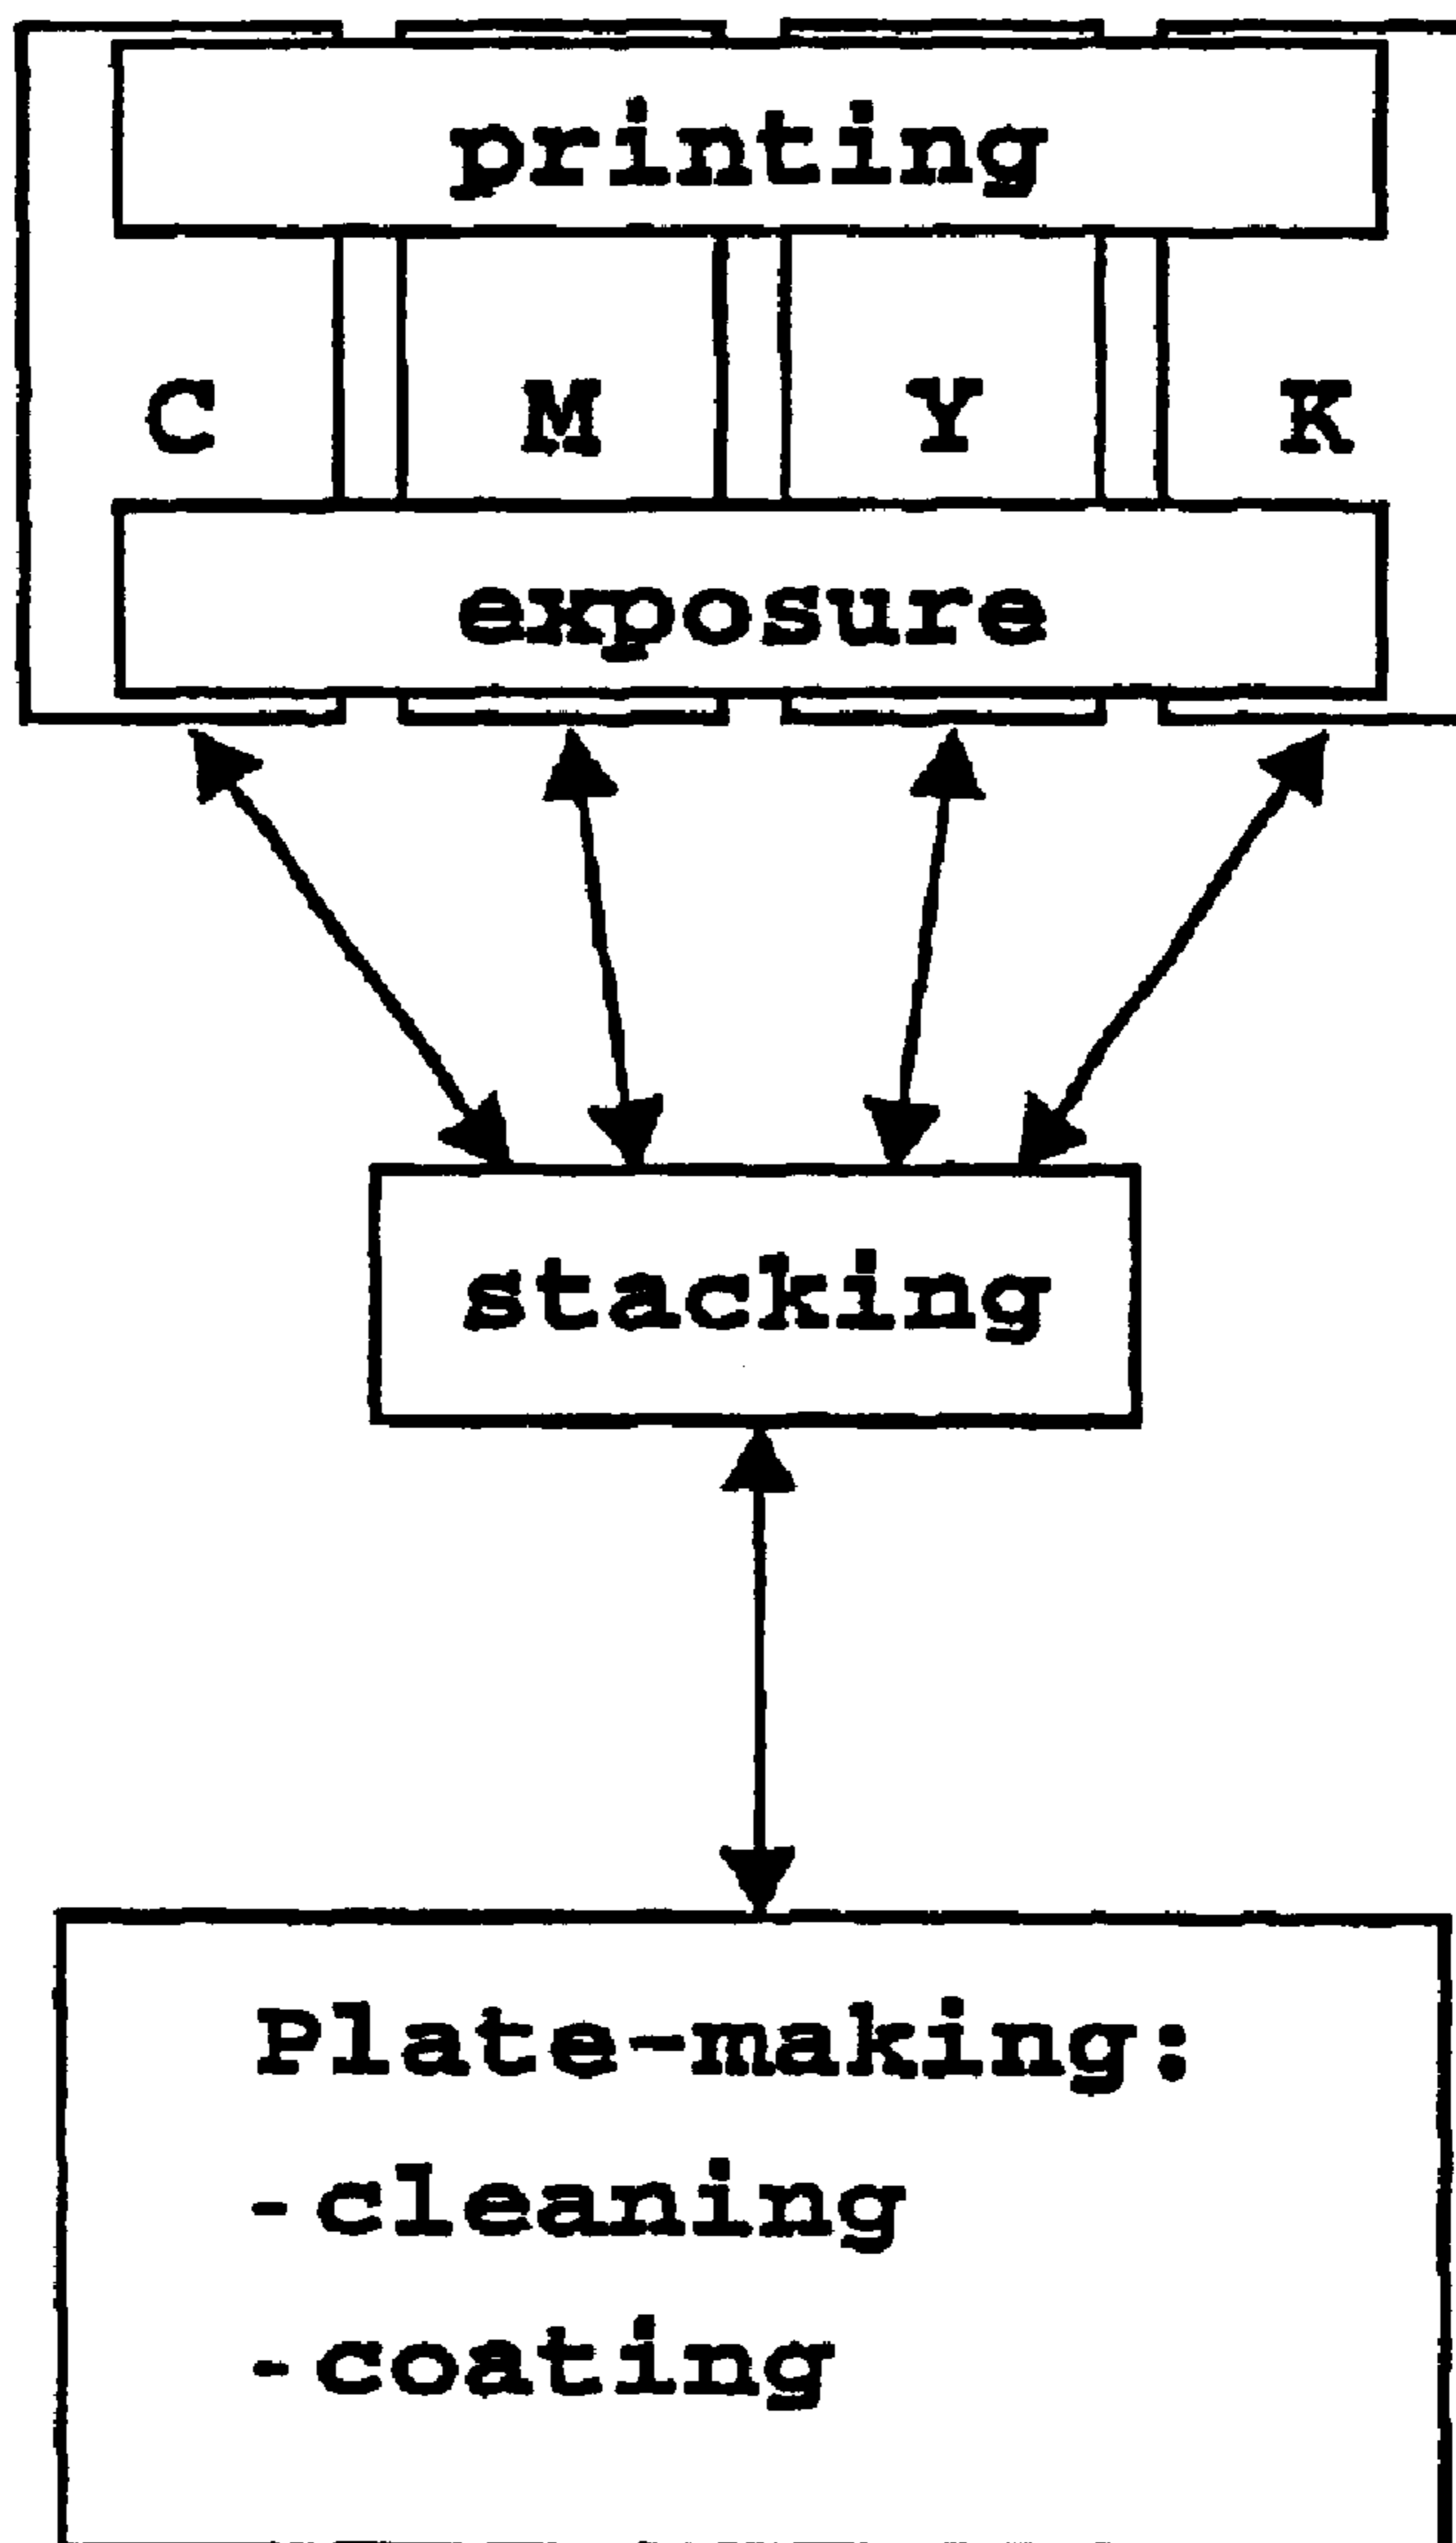 printing
C M Y K
exposure
stacking
Plate-making:
-cleaning
-coating